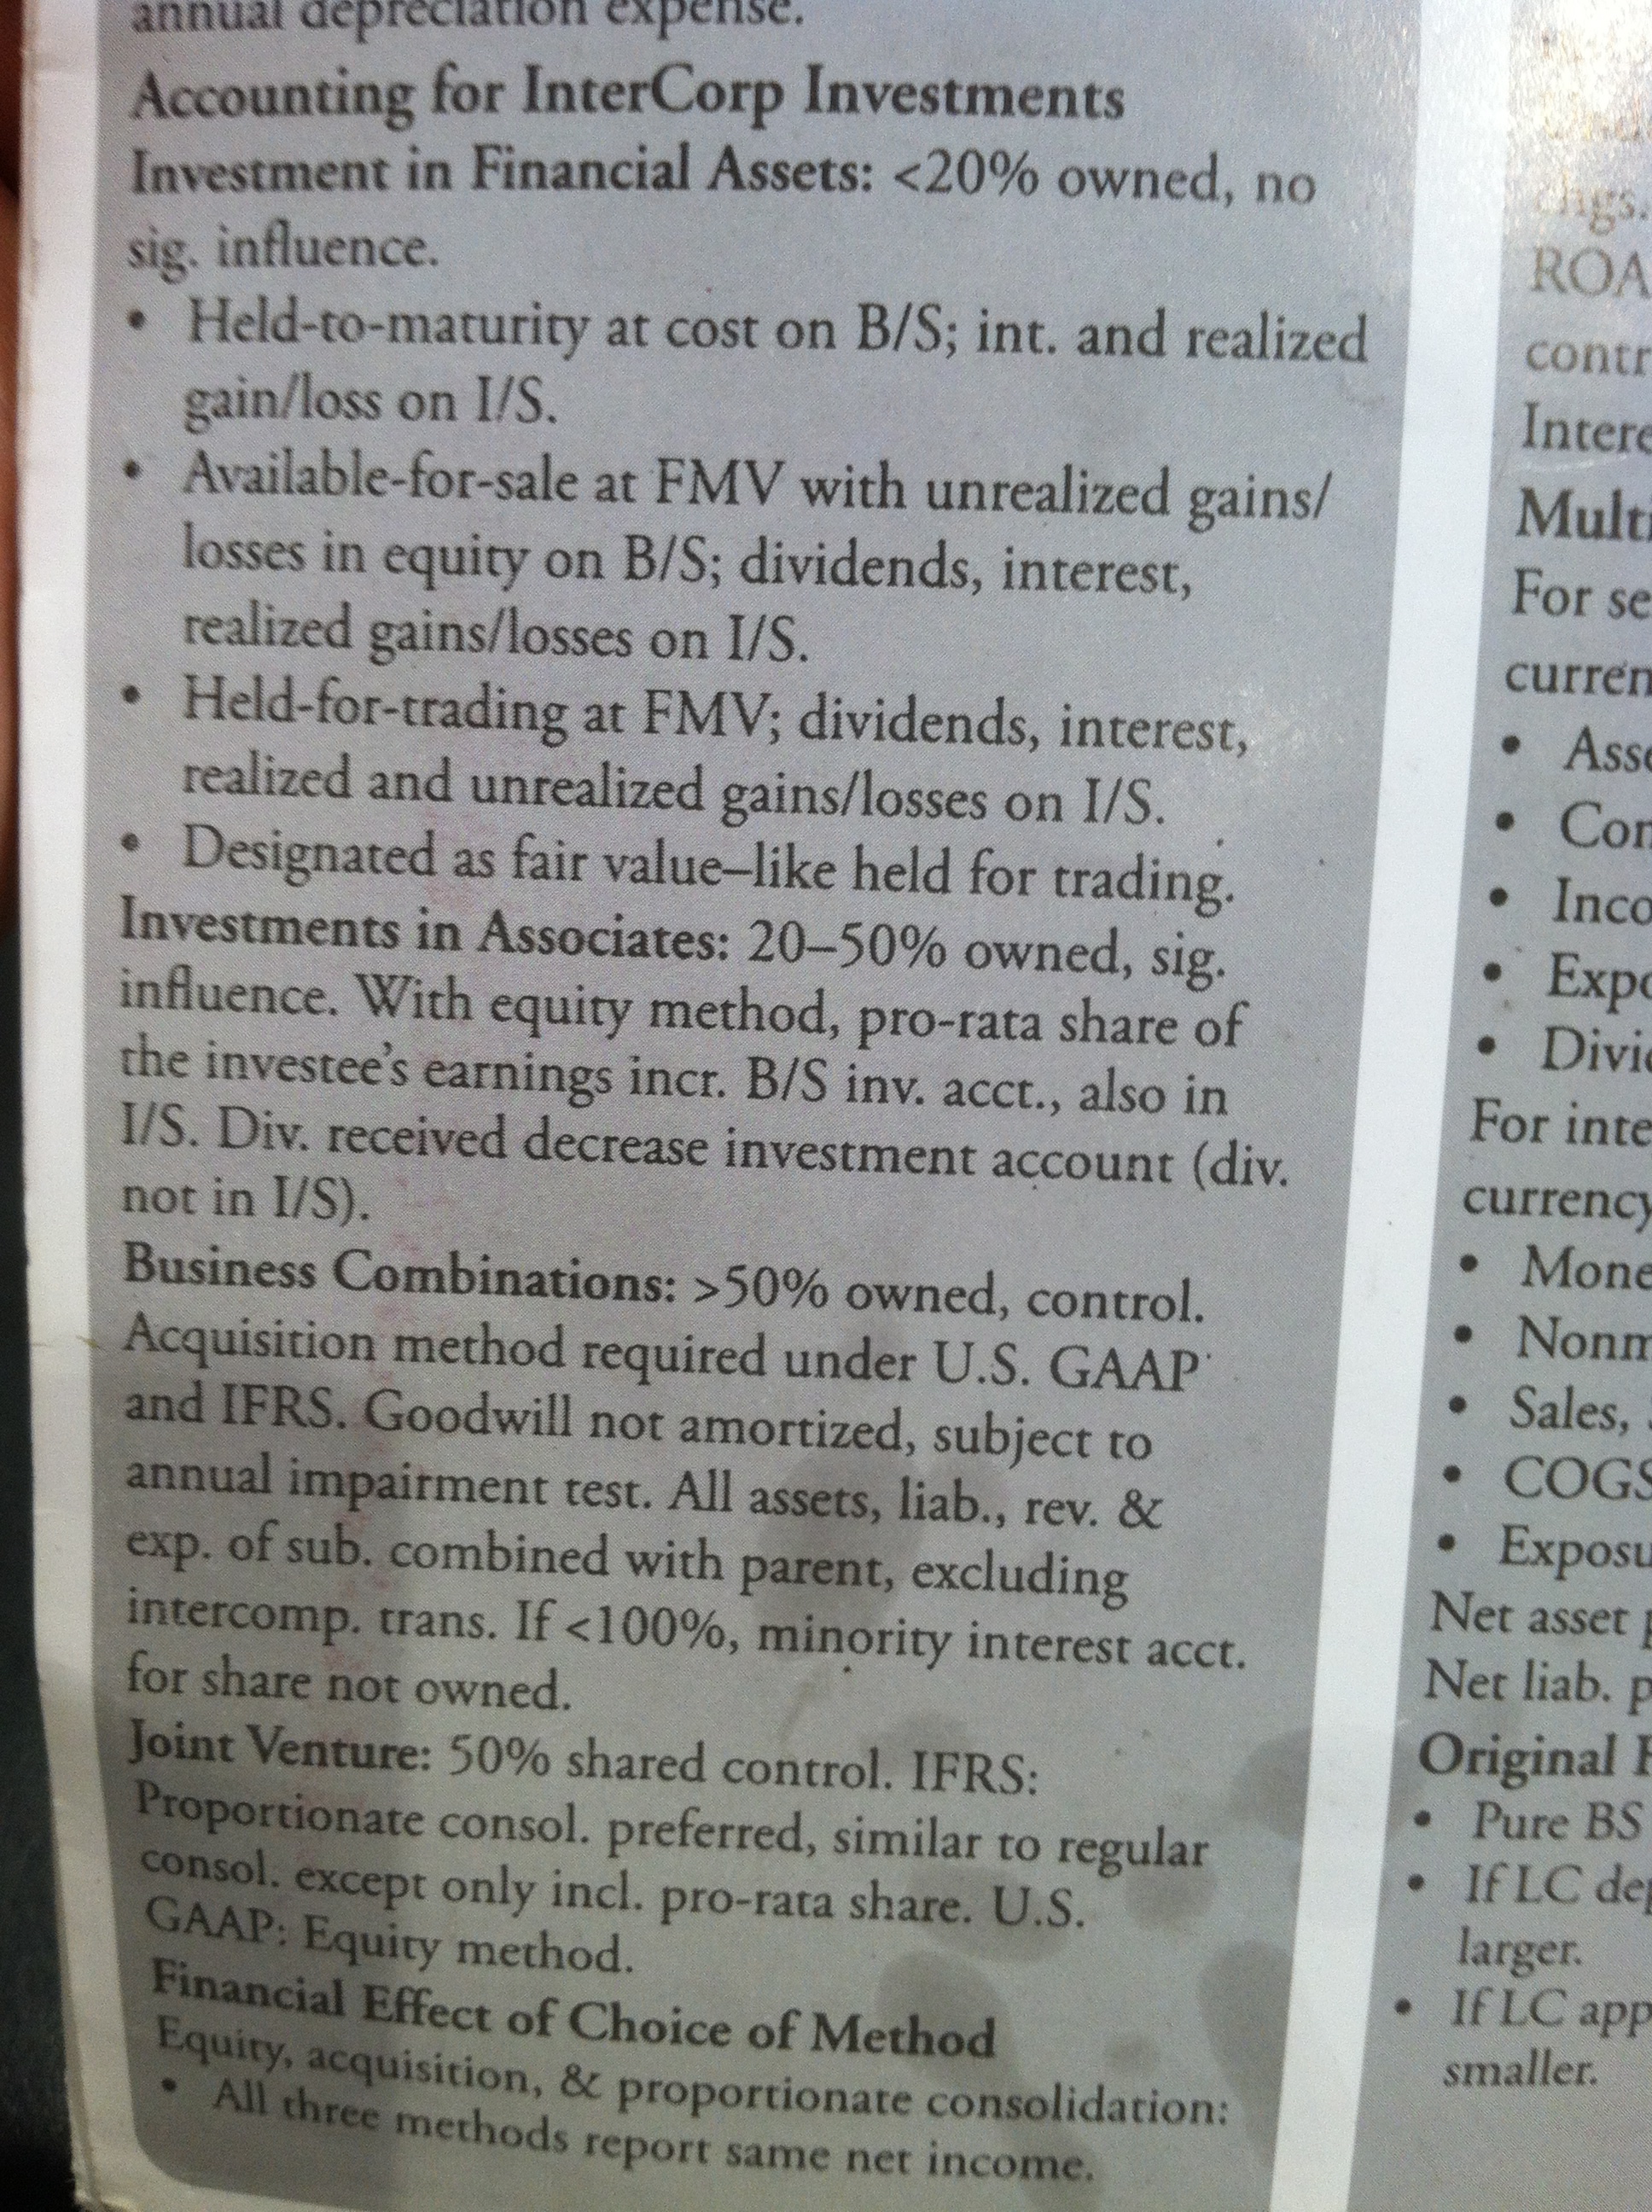 annual depreciation expense.
Accounting for InterCorp Investments
Investment in Financial Assets: <20% owned, no
sig. influence.
• Held-to-maturity at cost on B/S; int. and realized
gain/loss on I/S.
• Available-for-sale at FMV with unrealized gains/
losses in equity on B/S; dividends, interest,
realized gains/losses on I/S.
• Held-for-trading at FMV; dividends, interest,
realized and unrealized gains/losses on I/S.
• Designated as fair value–like held for trading.
Investments in Associates: 20–50% owned, sig.
influence. With equity method, pro-rata share of
the investee's earnings incr. B/S inv. acct., also in
I/S. Div. received decrease investment account (div.
not in I/S).
Business Combinations: >50% owned, control.
Acquisition method required under U.S. GAAP
and IFRS. Goodwill not amortized, subject to
annual impairment test. All assets, liab., rev. &
exp. of sub. combined with parent, excluding
intercomp. trans. If <100%, minority interest acct.
for share not owned.
Joint Venture: 50% shared control. IFRS:
Proportionate consol. preferred, similar to regular
consol. except only incl. pro-rata share. U.S.
GAAP: Equity method.
Financial Effect of Choice of Method
Equity, acquisition, & proportionate consolidation:
• All three methods report same net income.
ROA
contr
Intere
Multi
For se
curren
• Asse
• Con
• Inco
• Expo
• Divid
For inte
currency
• Mone
• Nonm
• Sales,
• COGS
• Exposu
Net asset p
Net liab. p
Original F
• Pure BS
• If LC dep
larger.
• If LC app
smaller.